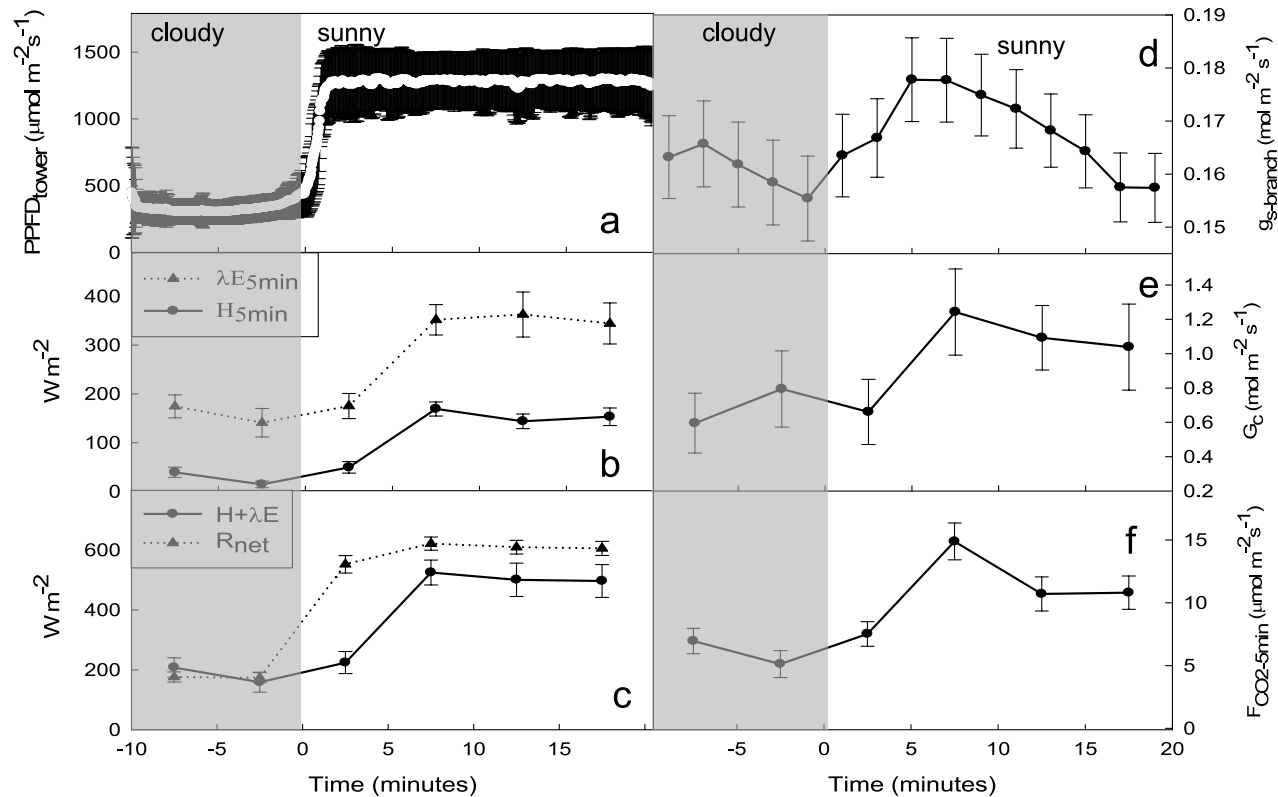 cloudy
sunny
PPFDtower (µmol m-2s-1)
1500
1000
500
0
a
λE5min
H5min
Wm-2
400
300
200
100
0
b
H+λE
Rnet
Wm-2
600
400
200
0
c
-10
-5
0
5
10
15
Time (minutes)
cloudy
sunny
d
0.19
0.18
0.17
0.16
0.15
gs-branch (mol m-2 s-1)
e
1.4
1.2
1.0
0.8
0.6
0.4
0.2
Gc (mol m-2 s-1)
f
15
10
5
0
FCO2-5min (µmol m-2s-1)
-5
0
5
10
15
20
Time (minutes)